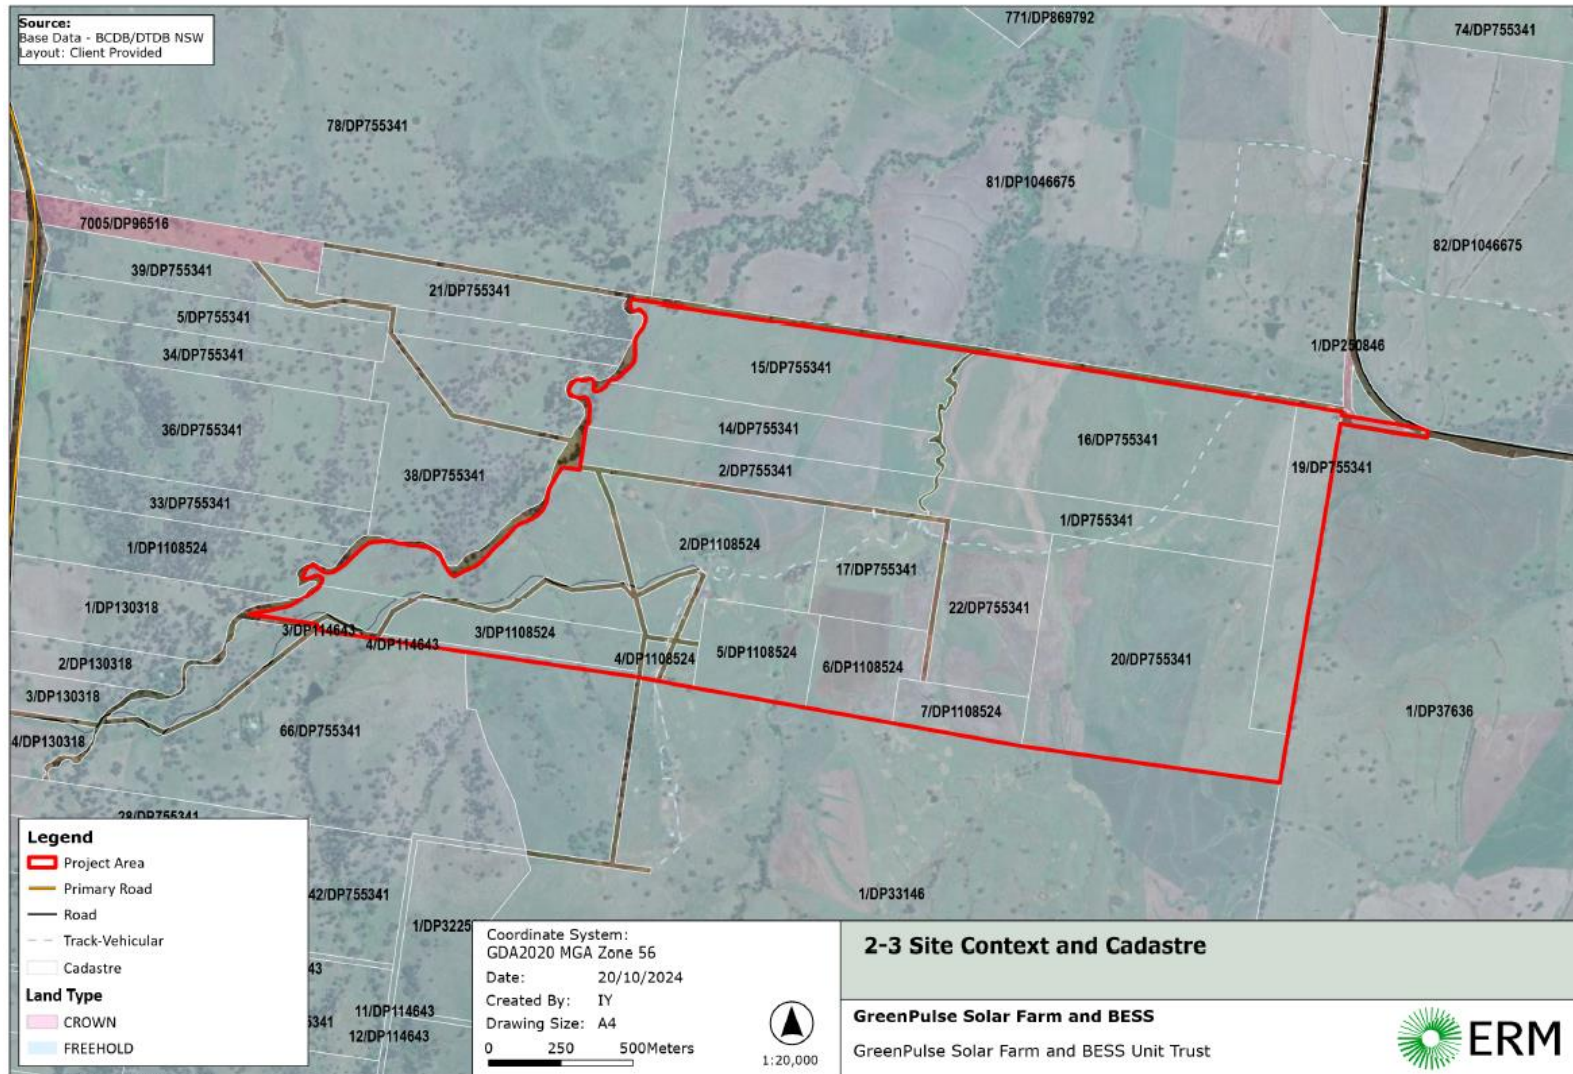 Source:
Base Data - BCDB/DTDB NSW
Layout: Client Provided
771/DP869792
74/DP755341
78/DP755341
81/DP1046675
7005/DP96516
82/DP1046675
39/DP755341
21/DP755341
5/DP755341
1/DP250846
34/DP755341
15/DP755341
14/DP755341
36/DP755341
16/DP755341
2/DP755341
19/DP755341
38/DP755341
33/DP755341
1/DP755341
1/DP1108524
2/DP1108524
17/DP755341
1/DP130318
22/DP755341
3/DP114643
3/DP1108524
4/DP114643
5/DP1108524
4/DP1108524
20/DP755341
2/DP130318
6/DP1108524
3/DP130318
7/DP1108524
1/DP37636
66/DP755341
4/DP130318
28/DP755341
Legend
Project Area
Primary Road
Road
Track-Vehicular
Cadastre
Land Type
CROWN
FREEHOLD
42/DP755341
1/DP33146
1/DP3225
43
11/DP114643
5341
12/DP114643
Coordinate System:
GDA2020 MGA Zone 56
Date: 20/10/2024
Created By: IY
Drawing Size: A4
0 250 500Meters
1:20,000
2-3 Site Context and Cadastre
GreenPulse Solar Farm and BESS
GreenPulse Solar Farm and BESS Unit Trust
ERM